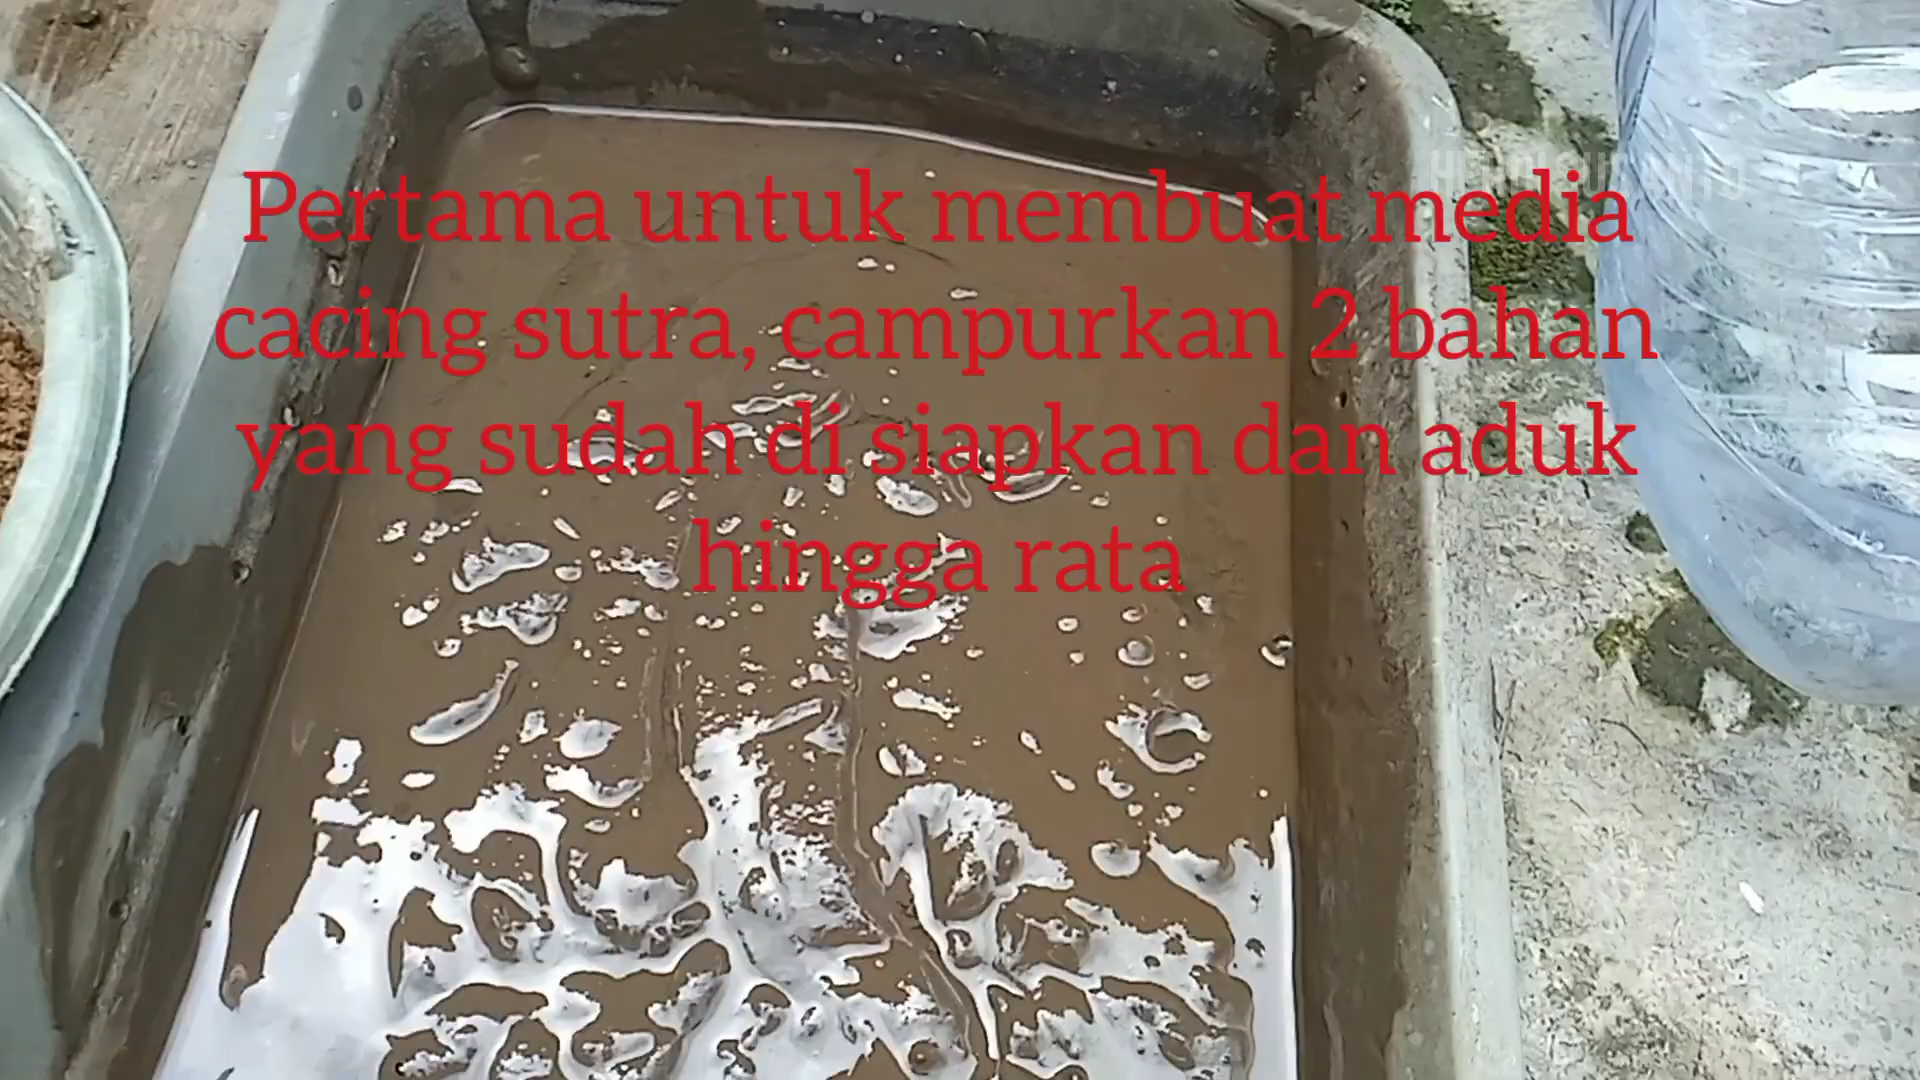 Pertama untuk membuat media
cacing sutra, campurkan 2 bahan
yang sudah di siapkan dan aduk
hingga rata